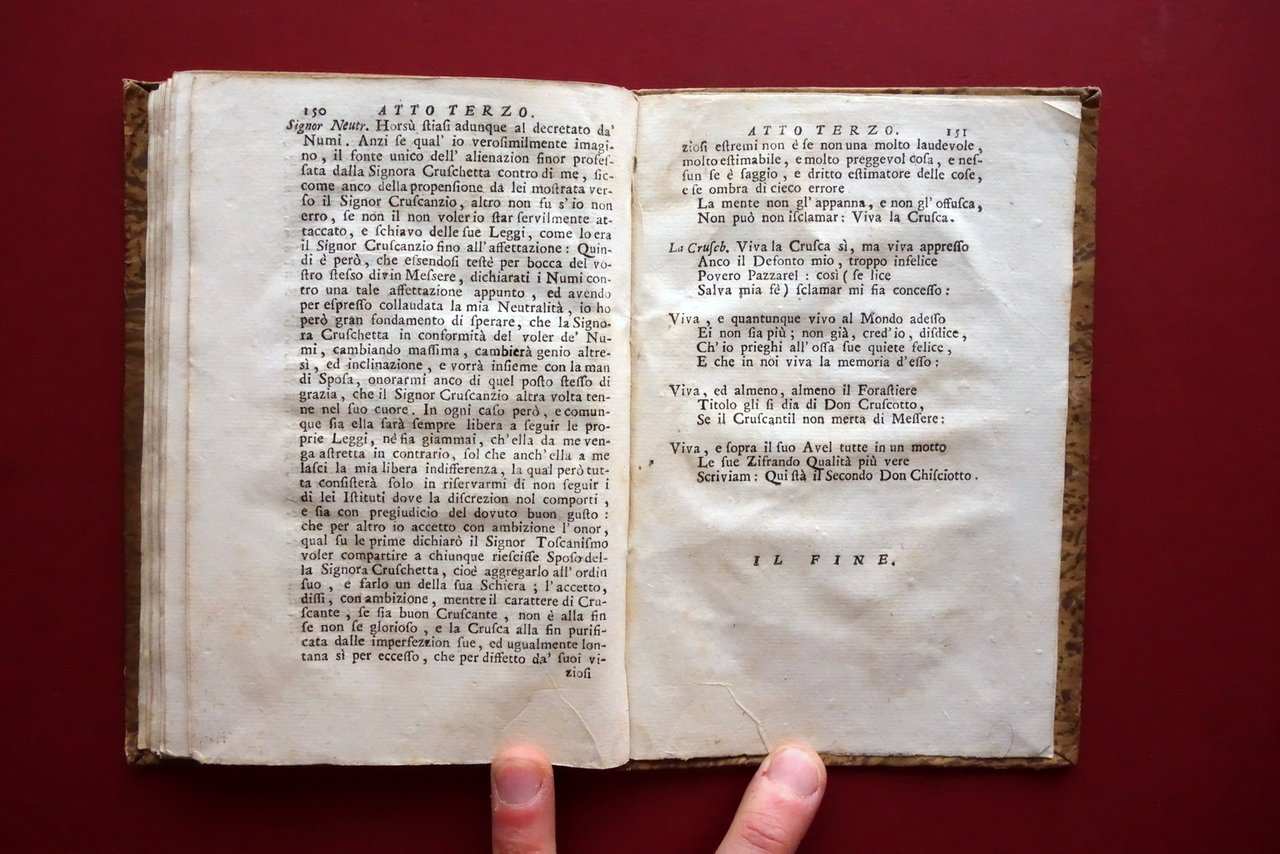 150 ATTO TERZO.
Signor Neutr. Horsù ſtiaſi adunque al decretato da'
Numi. Anzi ſe qual' io veroſimilmente imagi-
no, il fonte unico dell' alienazion finor profeſ-
ſata dalla Signora Cruſchetta contro di me, ſic-
come anco della propenſione da lei moſtrata ver-
ſo il Signor Cruſcanzio, altro non fu s'io non
erro, ſe non il non voler io ſtar ſervilmente at-
taccato, e ſchiavo delle ſue Leggi, come lo era
il Signor Cruſcanzio fino all'affettazione: Quin-
di è però, che eſſendoſi teſtè per bocca del vo-
ſtro ſteſſo divin Meſſere, dichiarati i Numi con-
tro una tale affettazione appunto, ed avendo
per eſpreſſo collaudata la mia Neutralità, io ho
però gran fondamento di ſperare, che la Signo-
ra Cruſchetta in conformità del voler de' Nu-
mi, cambiando maſſima, cambierà genio altre-
sì, ed inclinazione, e vorrà inſieme con la man
di Spoſa, onorarmi anco di quel poſto ſteſſo di
grazia, che il Signor Cruſcanzio altra volta ten-
ne nel ſuo cuore. In ogni caſo però, e comun-
que ſia ella ſarà ſempre libera a ſeguir le pro-
prie Leggi, nè ſia giammai, ch'ella da me ven-
ga aſtretta in contrario, ſol che anch'ella a me
laſci la mia libera indifferenza, la qual però tut-
ta conſiſterà ſolo in riſervarmi di non ſeguir i
di lei Iſtituti dove la diſcrezion nol comporti,
e ſia con pregiudicio del dovuto buon guſto:
che per altro io accetto con ambizione l'onor,
qual ſu le prime dichiarò il Signor Toſcaniſmo
voler compartire a chiunque rieſciſſe Spoſo del-
la Signora Cruſchetta, cioè aggregarlo all'ordin
ſuo, e farlo un della ſua Schiera; l'accetto,
diſſi, con ambizione, mentre il carattere di Cru-
ſcante, ſe ſia buon Cruſcante, non è alla fin
ſe non ſe glorioſo, e la Cruſca alla fin purifi-
cata dalle imperfezzion ſue, ed ugualmente lon-
tana sì per ecceſſo, che per diffetto da' ſuoi vi-
zioſi
ATTO TERZO. 151
zioſi eſtremi non è ſe non una molto laudevole,
molto eſtimabile, e molto preggevol coſa, e neſ-
ſun ſe è ſaggio, e dritto eſtimatore delle coſe,
e ſe ombra di cieco errore
La mente non gl'appanna, e non gl'offuſca,
Non può non iſclamar: Viva la Cruſca.
La Cruſch. Viva la Cruſca sì, ma viva appreſſo
Anco il Defonto mio, troppo infelice
Povero Pazzarel: così (ſe lice
Salva mia fè) ſclamar mi ſia conceſſo:
Viva, e quantunque vivo al Mondo adeſſo
Ei non ſia più; non già, cred'io, diſdice,
Ch'io prieghi all'oſſa ſue quiete felice,
E che in noi viva la memoria d'eſſo:
Viva, ed almeno, almeno il Foraſtiere
Titolo gli ſi dia di Don Cruſcotto,
Se il Cruſcantil non merta di Meſſere:
Viva, e ſopra il ſuo Avel tutte in un motto
Le ſue Zifrando Qualità più vere
Scriviam: Qui ſtà il Secondo Don Chiſciotto.
IL FINE.